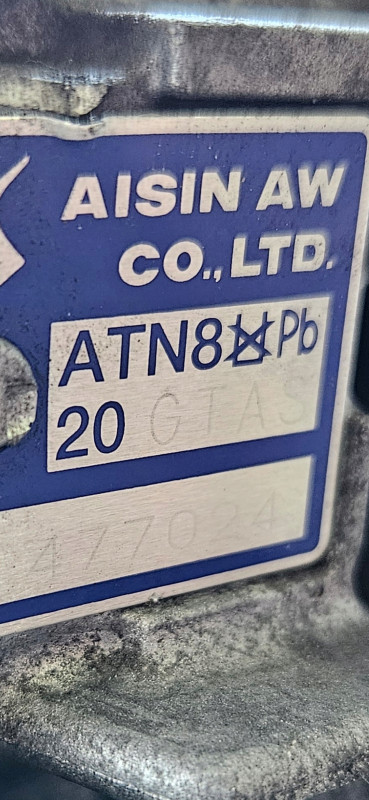 AISIN AW
CO., LTD.
ATN8 Pb
20 GTAS
477024